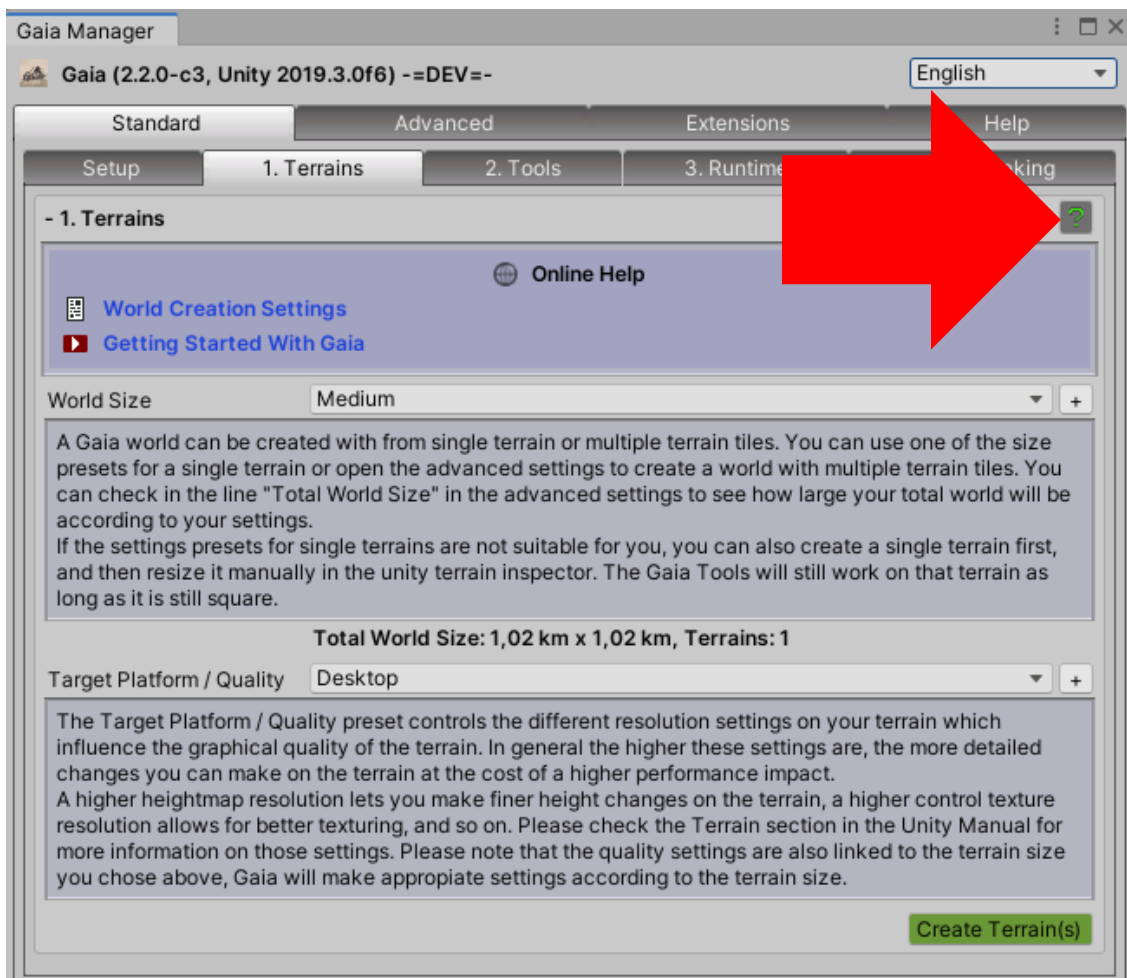 Gaia Manager
Gaia (2.2.0-c3, Unity 2019.3.0f6) -=DEV=-
English
Standard
Advanced
Extensions
Help
Setup
1. Terrains
2. Tools
3. Runtime
- 1. Terrains
?
Online Help
World Creation Settings
Getting Started With Gaia
World Size
Medium
+
A Gaia world can be created with from single terrain or multiple terrain tiles. You can use one of the size
presets for a single terrain or open the advanced settings to create a world with multiple terrain tiles. You
can check in the line "Total World Size" in the advanced settings to see how large your total world will be
according to your settings.
If the settings presets for single terrains are not suitable for you, you can also create a single terrain first,
and then resize it manually in the unity terrain inspector. The Gaia Tools will still work on that terrain as
long as it is still square.
Total World Size: 1,02 km x 1,02 km, Terrains: 1
Target Platform / Quality
Desktop
+
The Target Platform / Quality preset controls the different resolution settings on your terrain which
influence the graphical quality of the terrain. In general the higher these settings are, the more detailed
changes you can make on the terrain at the cost of a higher performance impact.
A higher heightmap resolution lets you make finer height changes on the terrain, a higher control texture
resolution allows for better texturing, and so on. Please check the Terrain section in the Unity Manual for
more information on those settings. Please note that the quality settings are also linked to the terrain size
you chose above, Gaia will make appropiate settings according to the terrain size.
Create Terrain(s)